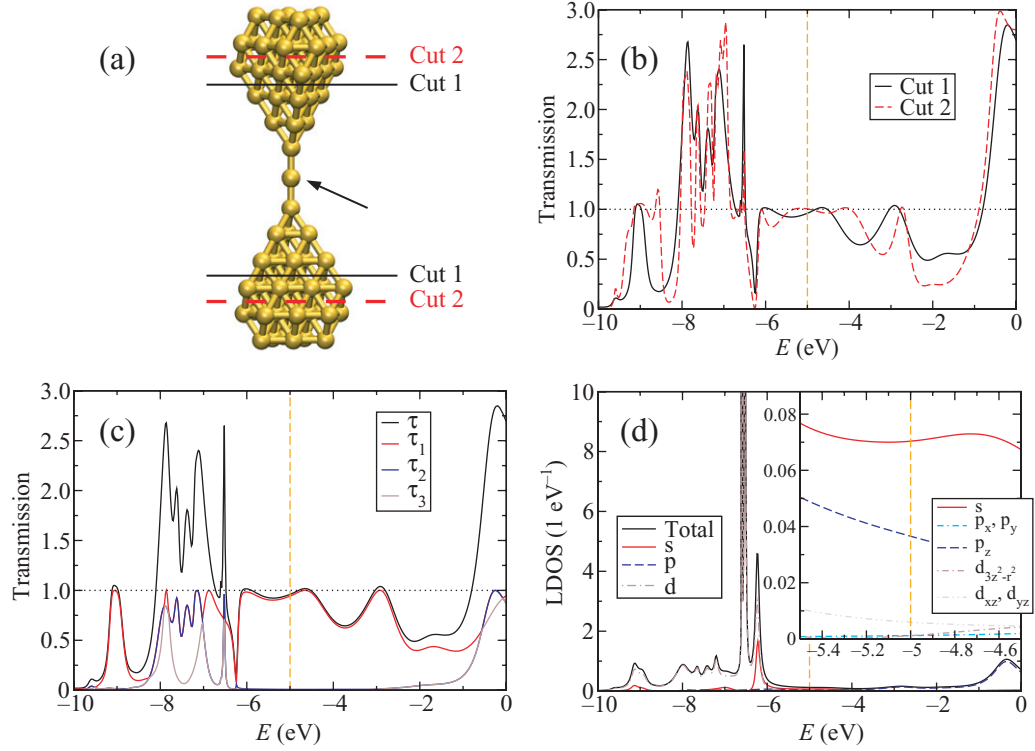 (a)
Cut 2
Cut 1
Cut 1
Cut 2
(b)
Transmission
3.0
2.5
2.0
1.5
1.0
0.5
0
Cut 1
Cut 2
−10
−8
−6
−4
−2
0
E (eV)
(c)
Transmission
3.0
2.5
2.0
1.5
1.0
0.5
0
τ
τ1
τ2
τ3
−10
−8
−6
−4
−2
0
E (eV)
(d)
LDOS (1 eV−1)
10
8
6
4
2
0
Total
s
p
d
0.08
0.06
0.04
0.02
0
s
px, py
pz
d3z2-r2
dxz, dyz
−5.4
−5.2
−5
−4.8
−4.6
−10
−8
−6
−4
−2
0
E (eV)